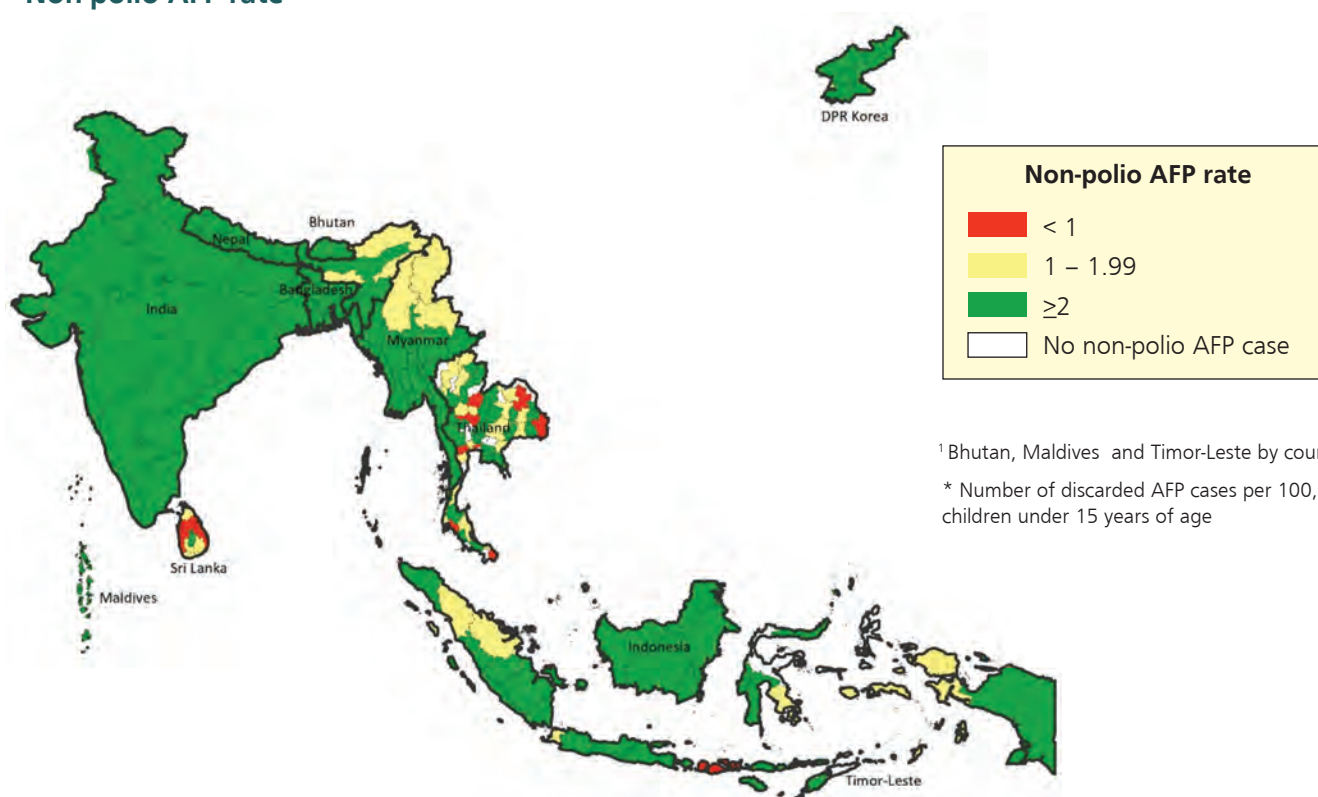 Non-polio AFP rate
DPR Korea
Non-polio AFP rate
< 1
1 – 1.99
≥2
No non-polio AFP case
Bhutan
Nepal
Bangladesh
India
Myanmar
Thailand
¹ Bhutan, Maldives and Timor-Leste by
* Number of discarded AFP cases per 100,
children under 15 years of age
Sri Lanka
Maldives
Indonesia
Timor-Leste